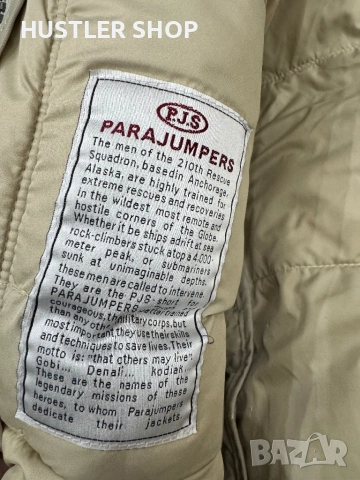 HUSTLER SHOP
P.J.S
PARAJUMPERS
The men of the 210th Rescue
Squadron, basedin Anchorage,
Alaska, are highly trained for
extreme rescues and recoveries
In the wildest most remote and
hostile corners of the Globe.
Whether it be ships adrift at sea
rock-climbers stuck atop a 4.000
meter peak, or submariners
sunk at unimaginable depths.
these men are called to intervene.
They are the PJS-short for
PARAJUMPERS
courageous, than
than any other military corps, but
most important, they use their skills
and techniques to save lives. Their
motto is: "that others may live
Gobi... Denali... Kodiak
These are the names of the
legendary missions of these
heroes, to whom Parajumpers
dedicate their jackets
BAZAR
bg